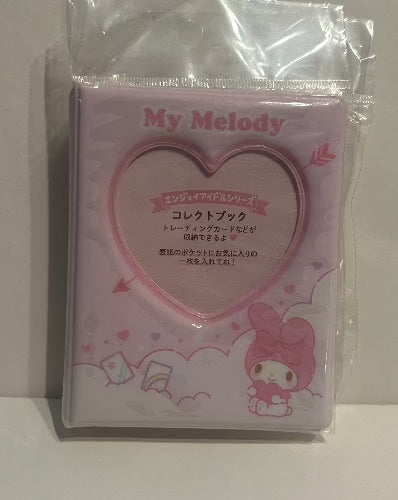 My Melody
エンジョイアイドルシリーズ
コレクトブック
トレーディングカードなどが
収納できるよ
表紙のポケットにお気に入りの
一枚を入れてね！